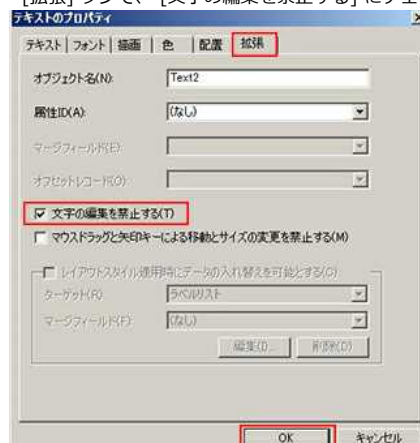 [拡張] タブで、[文字の編集を禁止する] にチェ
テキストのプロパティ
テキスト フォント 描画 色 配置 拡張
オブジェクト名(N): Text2
属性ID(A): (なし)
マージフィールド(E):
オフセットレコード(O):
文字の編集を禁止する(T)
マウスドラッグと矢印キーによる移動とサイズの変更を禁止する(M)
レイアウトスタイル適用時にデータの入れ替えを可能とする(G)
ターゲット(R) ラベルリスト
マージフィールド(F): (なし)
編集(D... 削除(D)
OK キャンセル